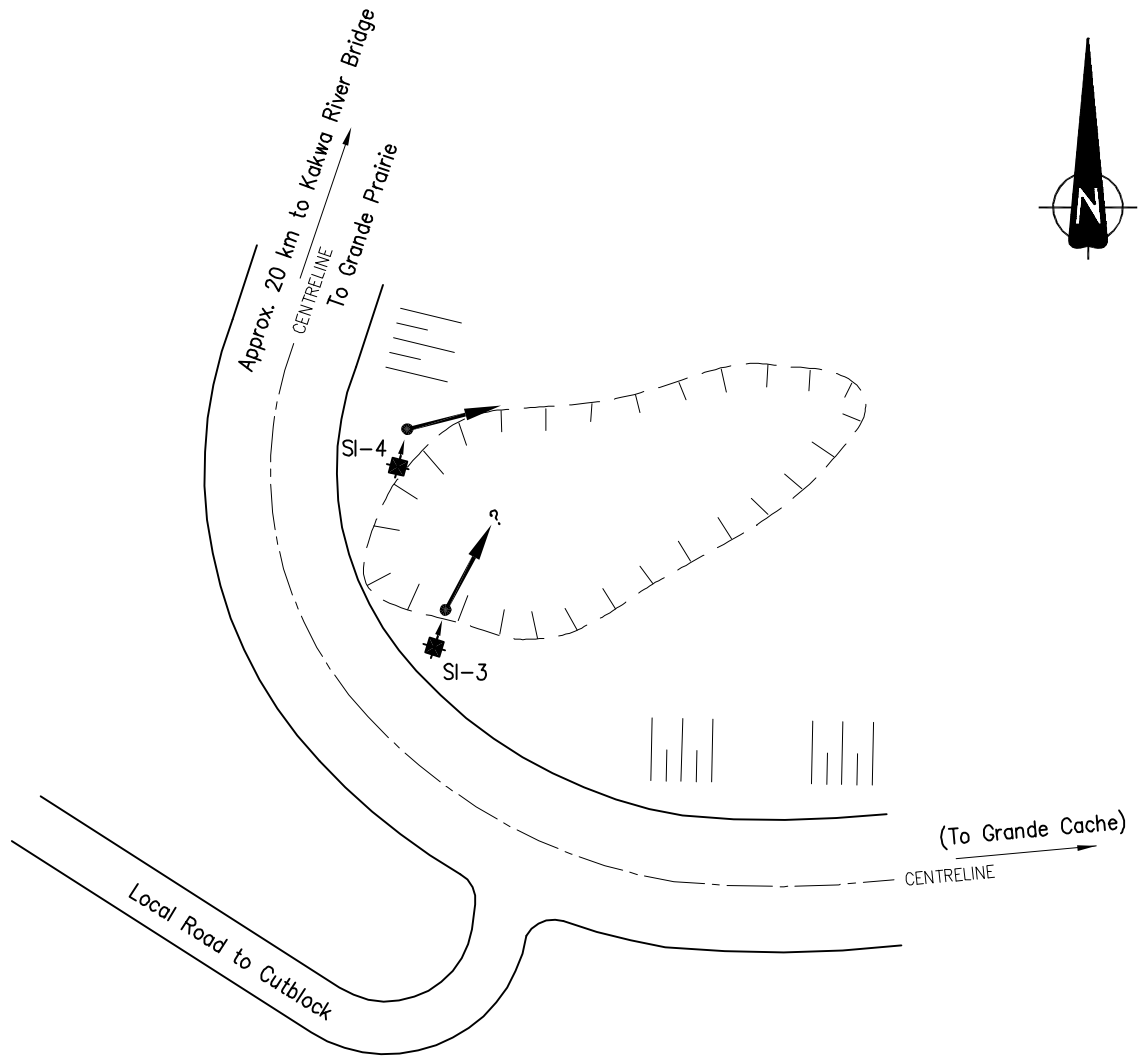 Approx. 20 km to Kakwa River Bridge
To Grande Prairie
CENTRELINE
N
SI-4
?
SI-3
(To Grande Cache)
CENTRELINE
Local Road to Cutblock